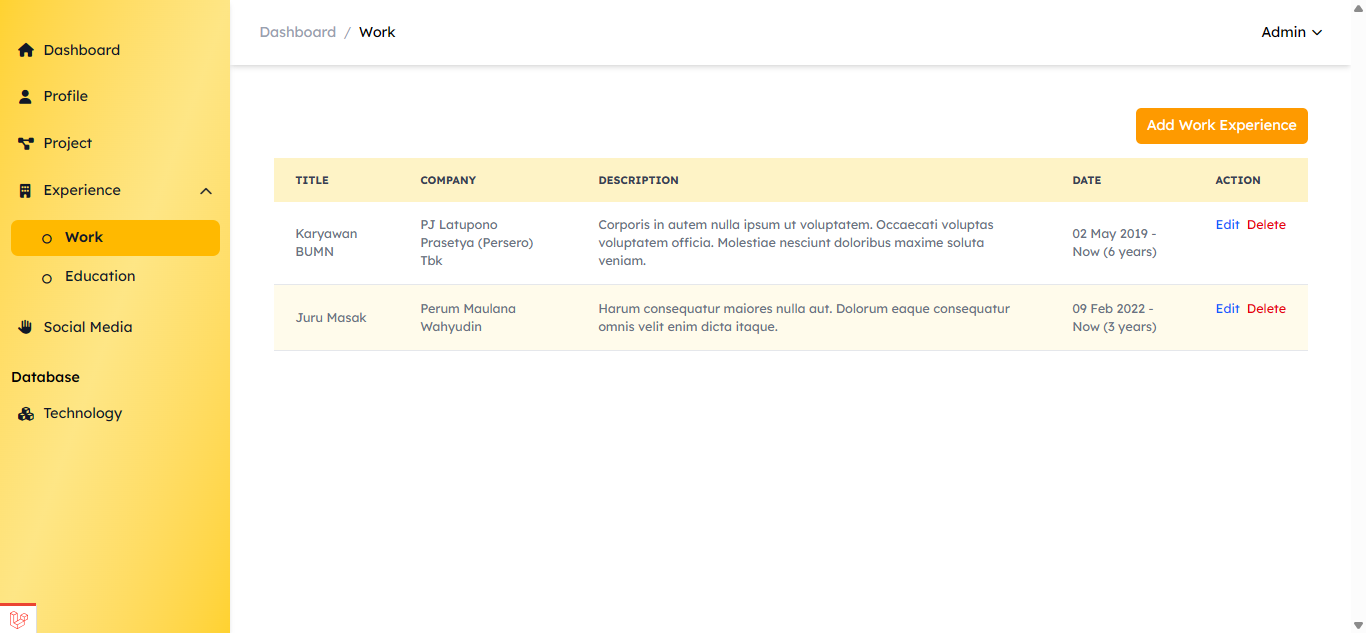 Dashboard
Profile
Project
Experience
Work
Education
Social Media
Database
Technology
Dashboard / Work
Admin
Add Work Experience
TITLE COMPANY DESCRIPTION DATE ACTION
Karyawan
BUMN
PJ Latupono
Prasetya (Persero)
Tbk
Corporis in autem nulla ipsum ut voluptatem. Occaecati voluptas
voluptatem officia. Molestiae nesciunt doloribus maxime soluta
veniam.
02 May 2019 -
Now (6 years)
Edit Delete
Juru Masak
Perum Maulana
Wahyudin
Harum consequatur maiores nulla aut. Dolorum eaque consequatur
omnis velit enim dicta itaque.
09 Feb 2022 -
Now (3 years)
Edit Delete